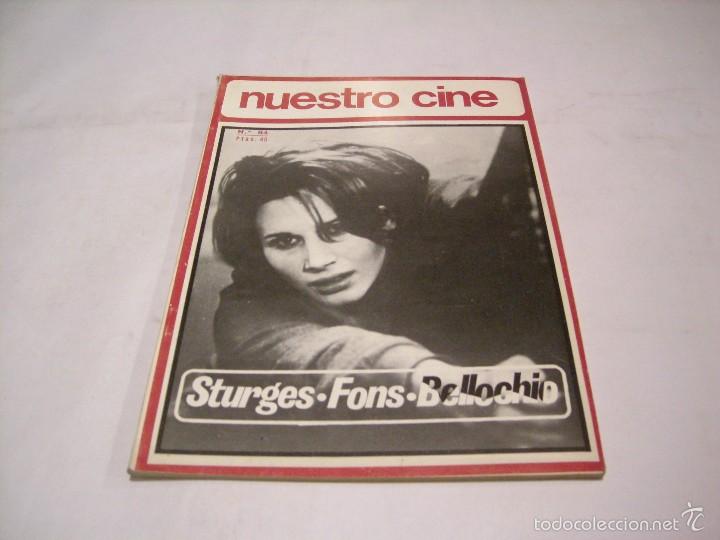 nuestro cine
N.º 84
Ptas. 40
Sturges·Fons·Bellochio
todocoleccion.net